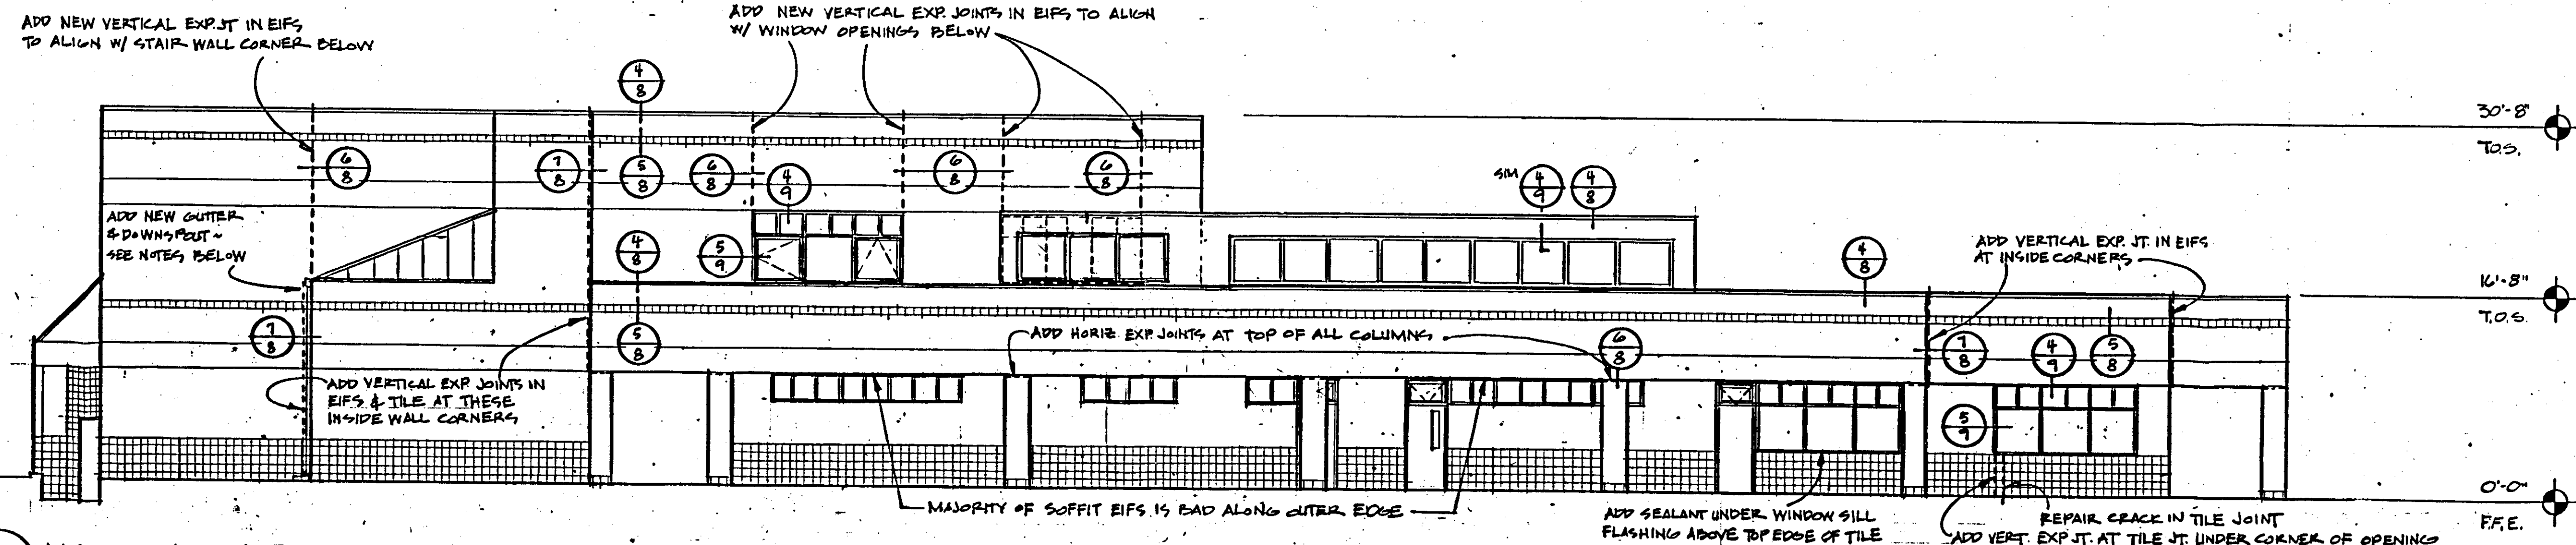 ADD NEW VERTICAL EXP. JT IN EIFS
TO ALIGN W/ STAIR WALL CORNER BELOW
ADD NEW VERTICAL EXP. JOINTS IN EIFS TO ALIGN
W/ WINDOW OPENINGS BELOW
4
8
30'-8"
T.O.S.
6
8
7
8
5
8
6
8
4
9
6
8
6
8
SIM
4
9
4
8
ADD NEW GUTTER
& DOWNSPOUT ~
SEE NOTES BELOW
4
8
5
9
4
8
ADD VERTICAL EXP. JT. IN EIFS
AT INSIDE CORNERS
16'-8"
T.O.S.
7
8
5
8
ADD HORIZ. EXP. JOINTS AT TOP OF ALL COLUMNS
6
8
7
8
4
9
5
8
ADD VERTICAL EXP. JOINTS IN
EIFS & TILE AT THESE
INSIDE WALL CORNERS
5
9
MAJORITY OF SOFFIT EIFS IS BAD ALONG OUTER EDGE
ADD SEALANT UNDER WINDOW SILL
FLASHING ABOVE TOP EDGE OF TILE
REPAIR CRACK IN TILE JOINT
ADD VERT. EXP. JT. AT TILE JT. UNDER CORNER OF OPENING
0'-0"
F.F.E.